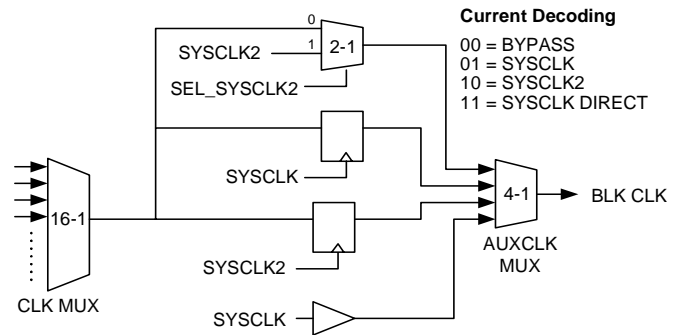 Current Decoding
00 = BYPASS
01 = SYSCLK
10 = SYSCLK2
11 = SYSCLK DIRECT
0
SYSCLK2
1
2-1
SEL_SYSCLK2
SYSCLK
16-1
4-1
BLK CLK
AUXCLK
MUX
SYSCLK2
CLK MUX
SYSCLK